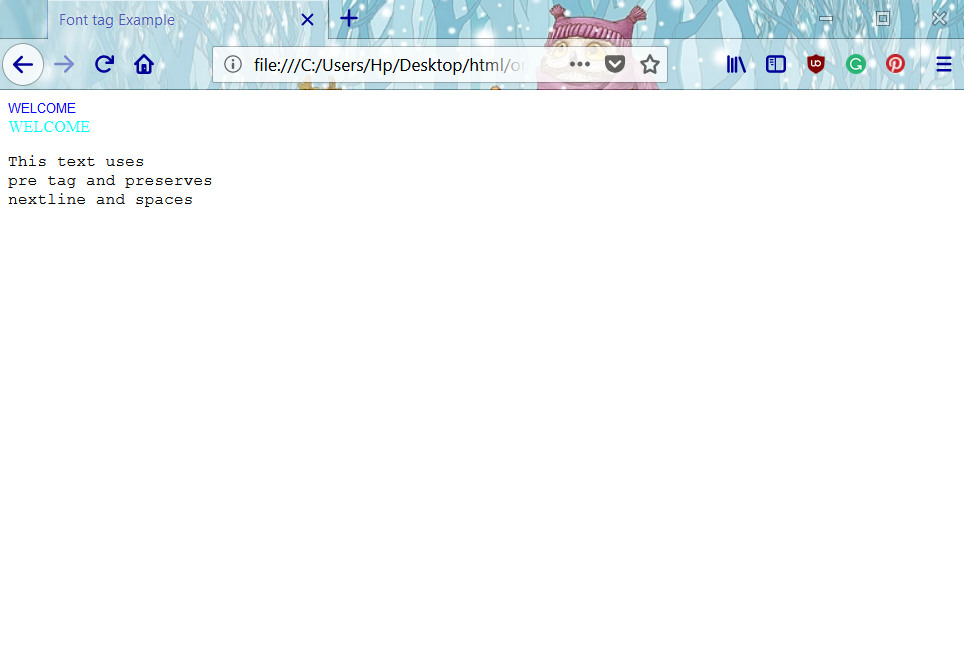 Font tag Example
file:///C:/Users/Hp/Desktop/html/or
WELCOME
WELCOME
This text uses
pre tag and preserves
nextline and spaces